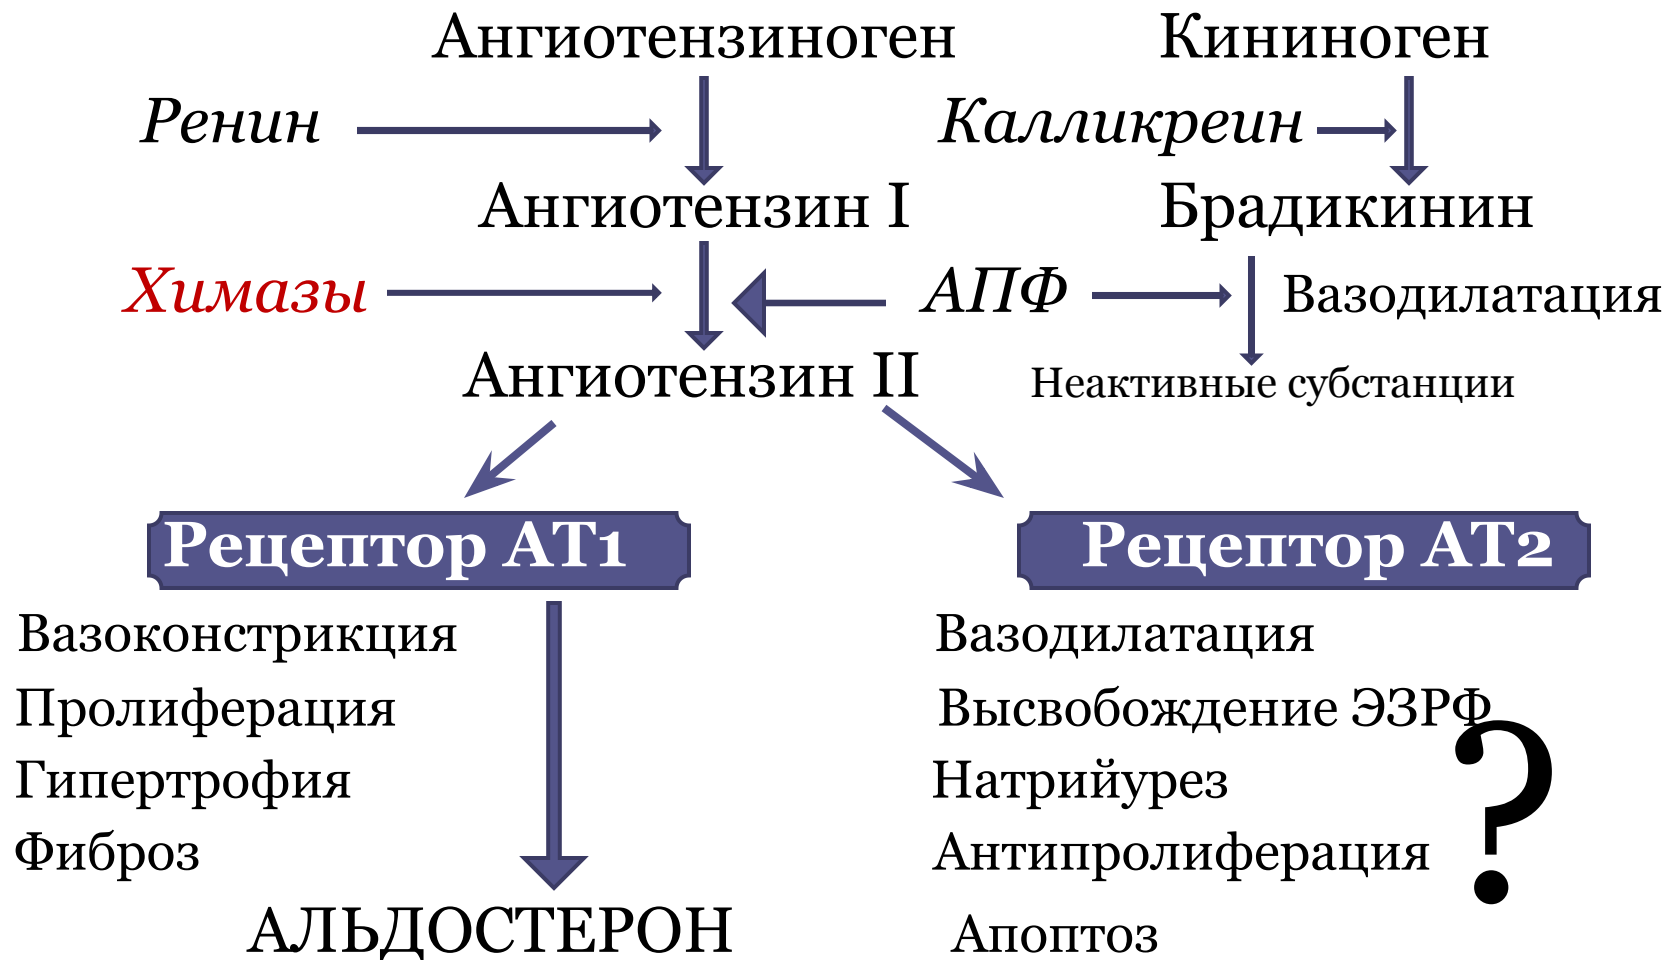 Ангиотензиноген
Кининоген
Ренин
Калликреин
Ангиотензин I
Брадикинин
Химазы
АПФ
Вазодилатация
Ангиотензин II
Неактивные субстанции
Рецептор АТ1
Рецептор АТ2
Вазоконстрикция
Пролиферация
Гипертрофия
Фиброз
АЛЬДОСТЕРОН
Вазодилатация
Высвобождение ЭЗРФ
Натрийурез
Антипролиферация
Апоптоз
?